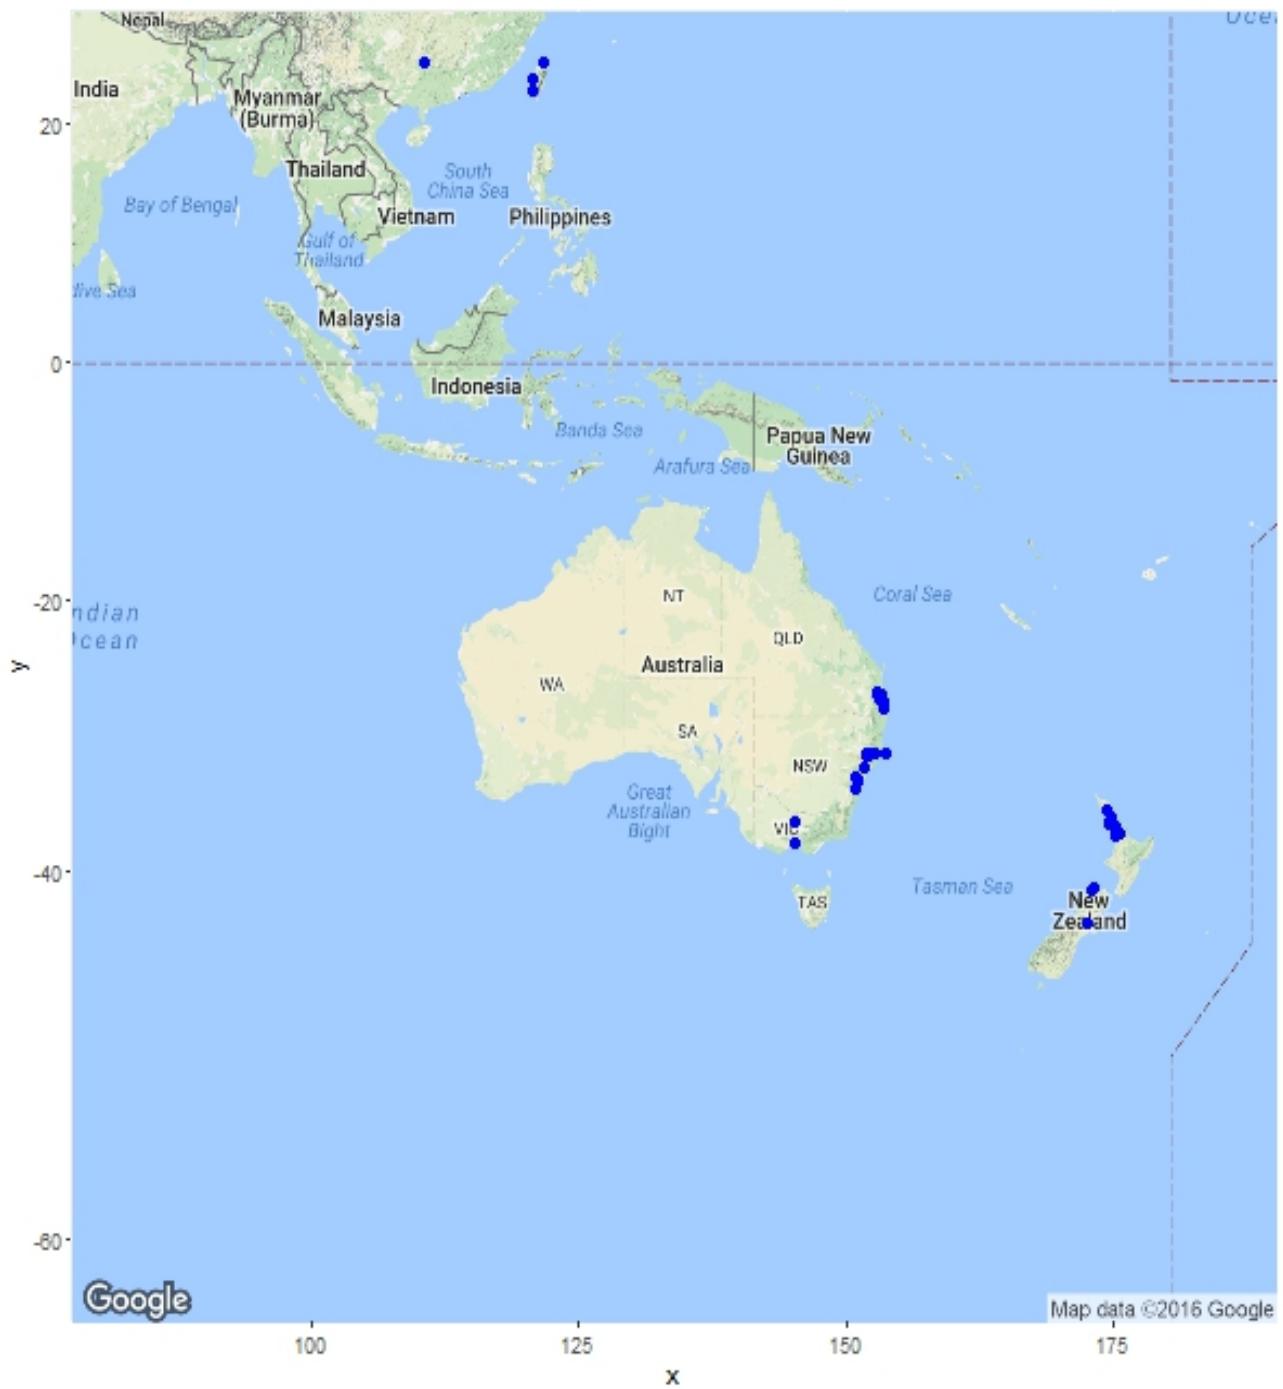 Nepal
Ocea
India
Myanmar
(Burma)
20
Thailand
South
China Sea
Bay of Bengal
Vietnam
Philippines
Gulf of
Thailand
dive Sea
Malaysia
0
Indonesia
Banda Sea
Papua New
Guinea
Arafura Sea
-20
NT
Coral Sea
ndian
cean
QLD
y
Australia
WA
SA
NSW
Great
Australian
Bight
VIC
-40
Tasman Sea
TAS
New
Zealand
-60
Google
Map data ©2016 Google
100
125
150
175
x